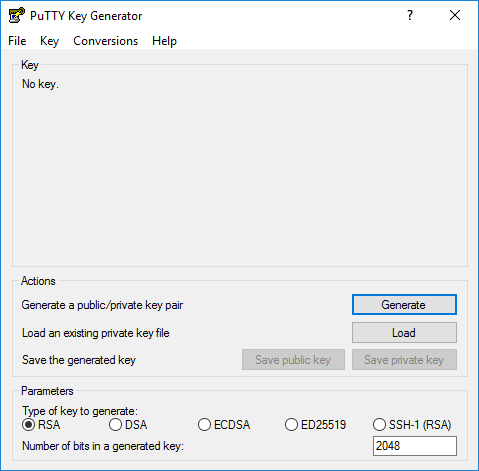 PuTTY Key Generator ?
File Key Conversions Help
Key
No key.
Actions
Generate a public/private key pair Generate
Load an existing private key file Load
Save the generated key Save public key Save private key
Parameters
Type of key to generate:
RSA DSA ECDSA ED25519 SSH-1 (RSA)
Number of bits in a generated key: 2048